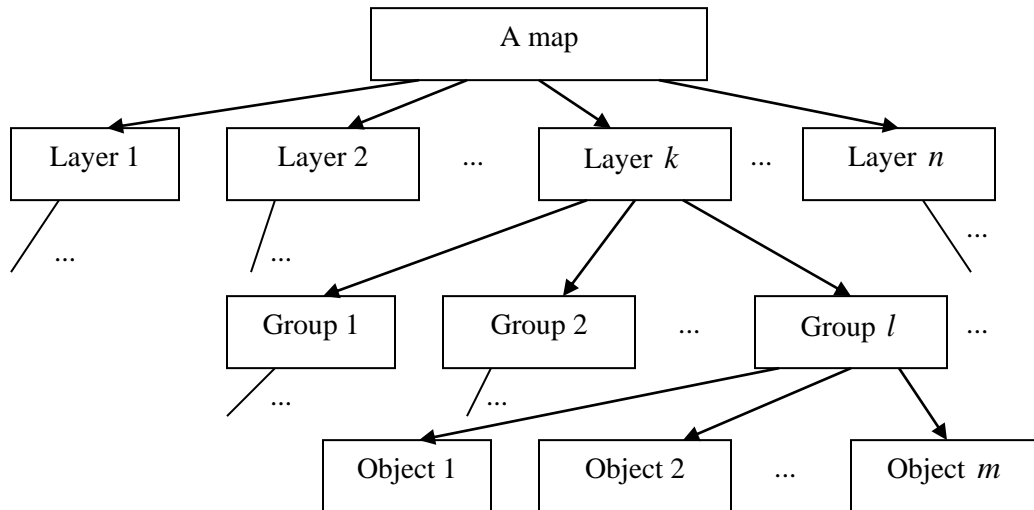 A map
Layer 1 Layer 2 ... Layer k ... Layer n
... ... ...
Group 1 Group 2 ... Group l ...
... ...
Object 1 Object 2 ... Object m